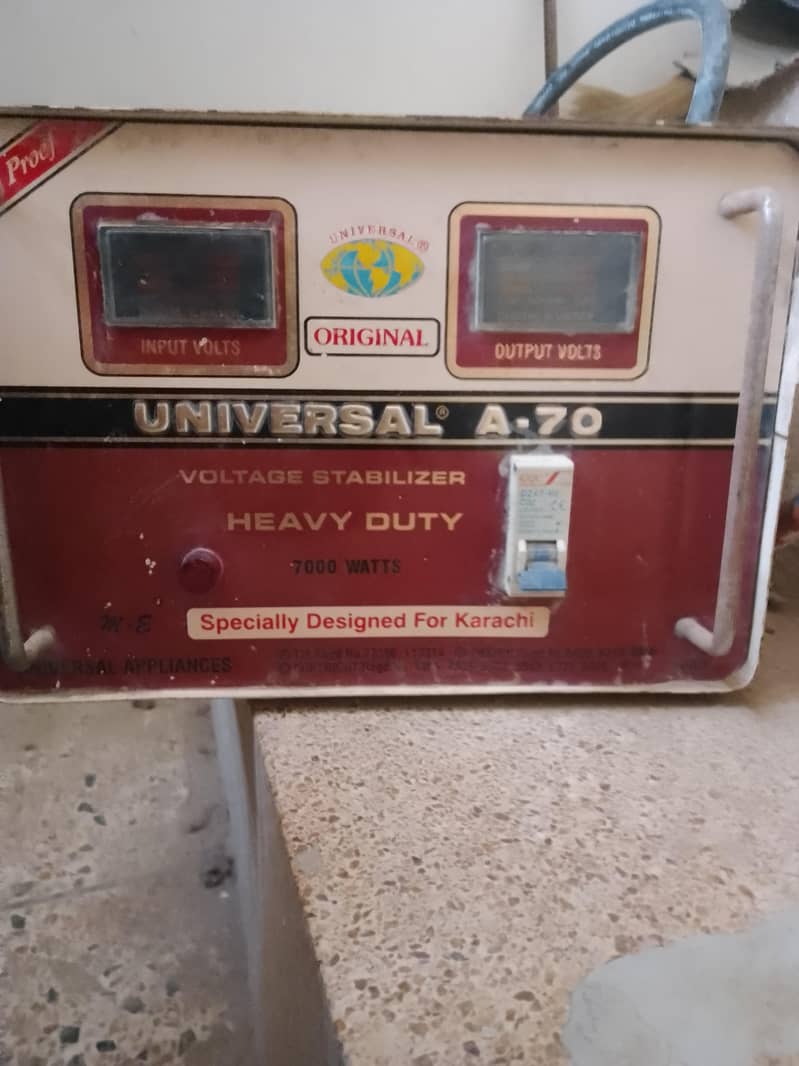 Proof
UNIVERSAL®
ORIGINAL
INPUT VOLTS
OUTPUT VOLTS
UNIVERSAL® A-70
VOLTAGE STABILIZER
HEAVY DUTY
7000 WATTS
M-E
Specially Designed For Karachi
UNIVERSAL APPLIANCES